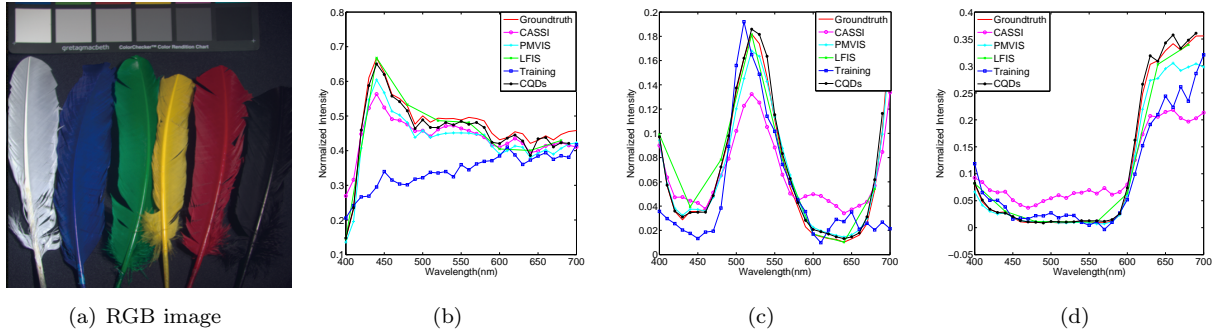 gretagmacbeth
ColorChecker Color Rendition Chart
(a) RGB image
Normalized Intensity
0.8
0.7
0.6
0.5
0.4
0.3
0.2
0.1
400 450 500 550 600 650 700
Wavelength(nm)
Groundtruth
CASSI
PMVIS
LFIS
Training
CQDs
(b)
Normalized Intensity
0.2
0.18
0.16
0.14
0.12
0.1
0.08
0.06
0.04
0.02
0
400 450 500 550 600 650 700
Wavelength(nm)
Groundtruth
CASSI
PMVIS
LFIS
Training
CQDs
(c)
Normalized Intensity
0.4
0.35
0.3
0.25
0.2
0.15
0.1
0.05
0
−0.05
400 450 500 550 600 650 700
Wavelength(nm)
Groundtruth
CASSI
PMVIS
LFIS
Training
CQDs
(d)